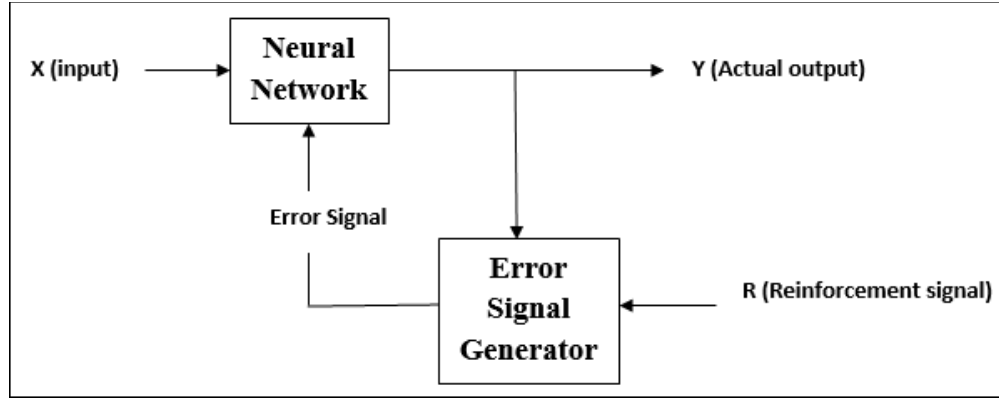 X (input)
Neural
Network
Y (Actual output)
Error Signal
Error
Signal
Generator
R (Reinforcement signal)